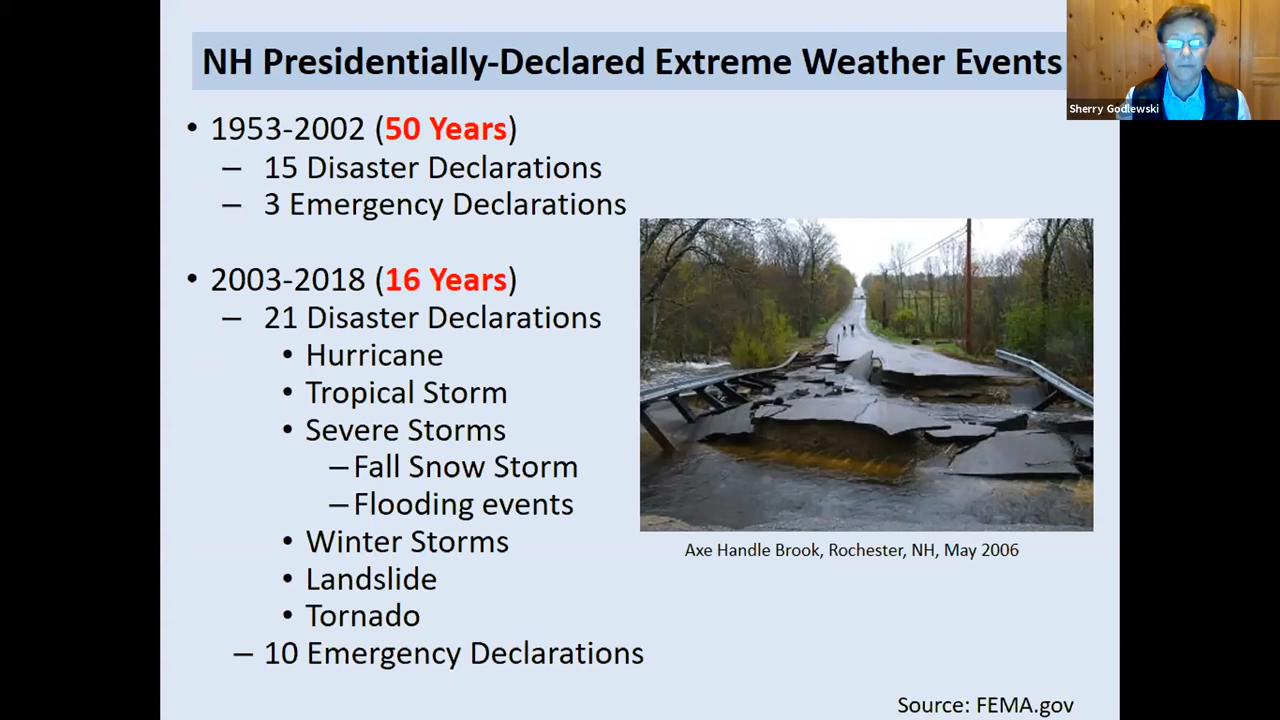 NH Presidentially-Declared Extreme Weather Events
Sherry Godlewski
• 1953-2002 (50 Years)
– 15 Disaster Declarations
– 3 Emergency Declarations
• 2003-2018 (16 Years)
– 21 Disaster Declarations
• Hurricane
• Tropical Storm
• Severe Storms
–Fall Snow Storm
–Flooding events
• Winter Storms
• Landslide
• Tornado
– 10 Emergency Declarations
Axe Handle Brook, Rochester, NH, May 2006
Source: FEMA.gov